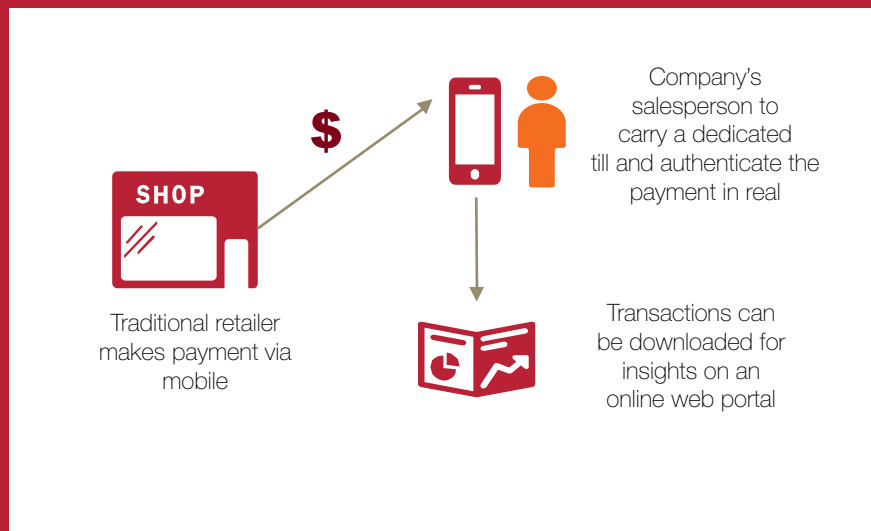 $
SHOP
Traditional retailer
makes payment via
mobile
Company's
salesperson to
carry a dedicated
till and authenticate the
payment in real
Transactions can
be downloaded for
insights on an
online web portal